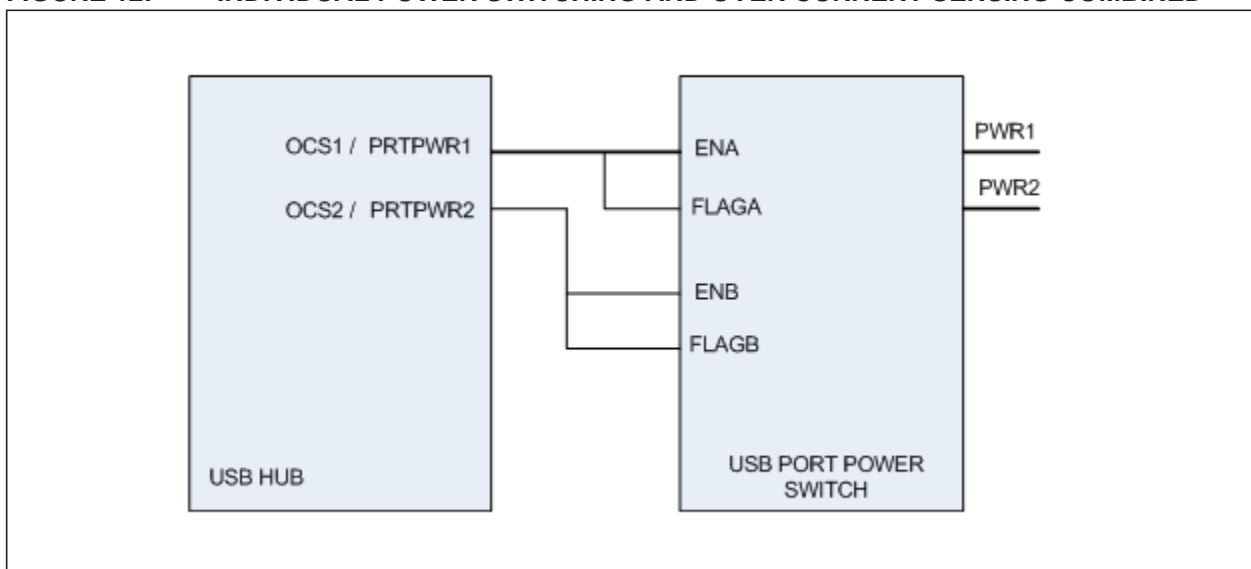 OCS1 / PRTPWR1
OCS2 / PRTPWR2
USB HUB
ENA
FLAGA
ENB
FLAGB
USB PORT POWER
SWITCH
PWR1
PWR2